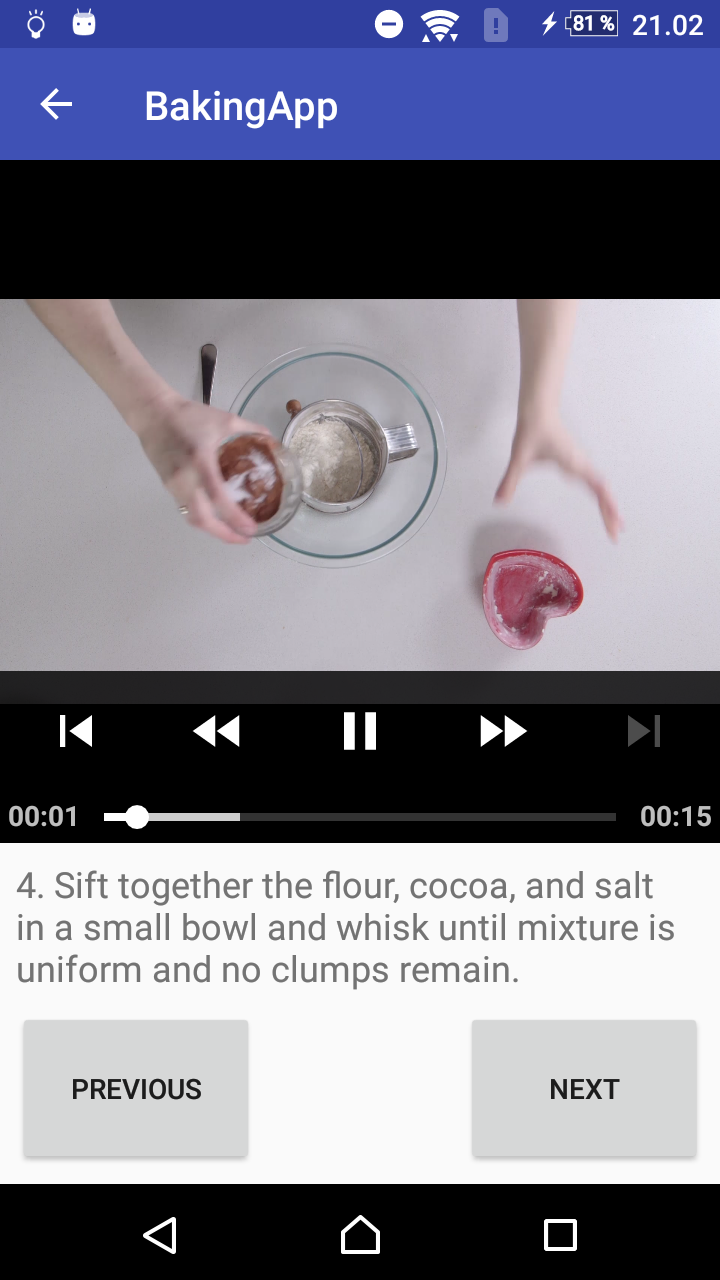 81 % 21.02
BakingApp
00:01 00:15
4. Sift together the flour, cocoa, and salt
in a small bowl and whisk until mixture is
uniform and no clumps remain.
PREVIOUS NEXT